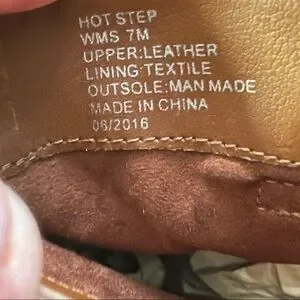 HOT STEP
WMS 7M
UPPER:LEATHER
LINING:TEXTILE
OUTSOLE:MAN MADE
MADE IN CHINA
06/2016